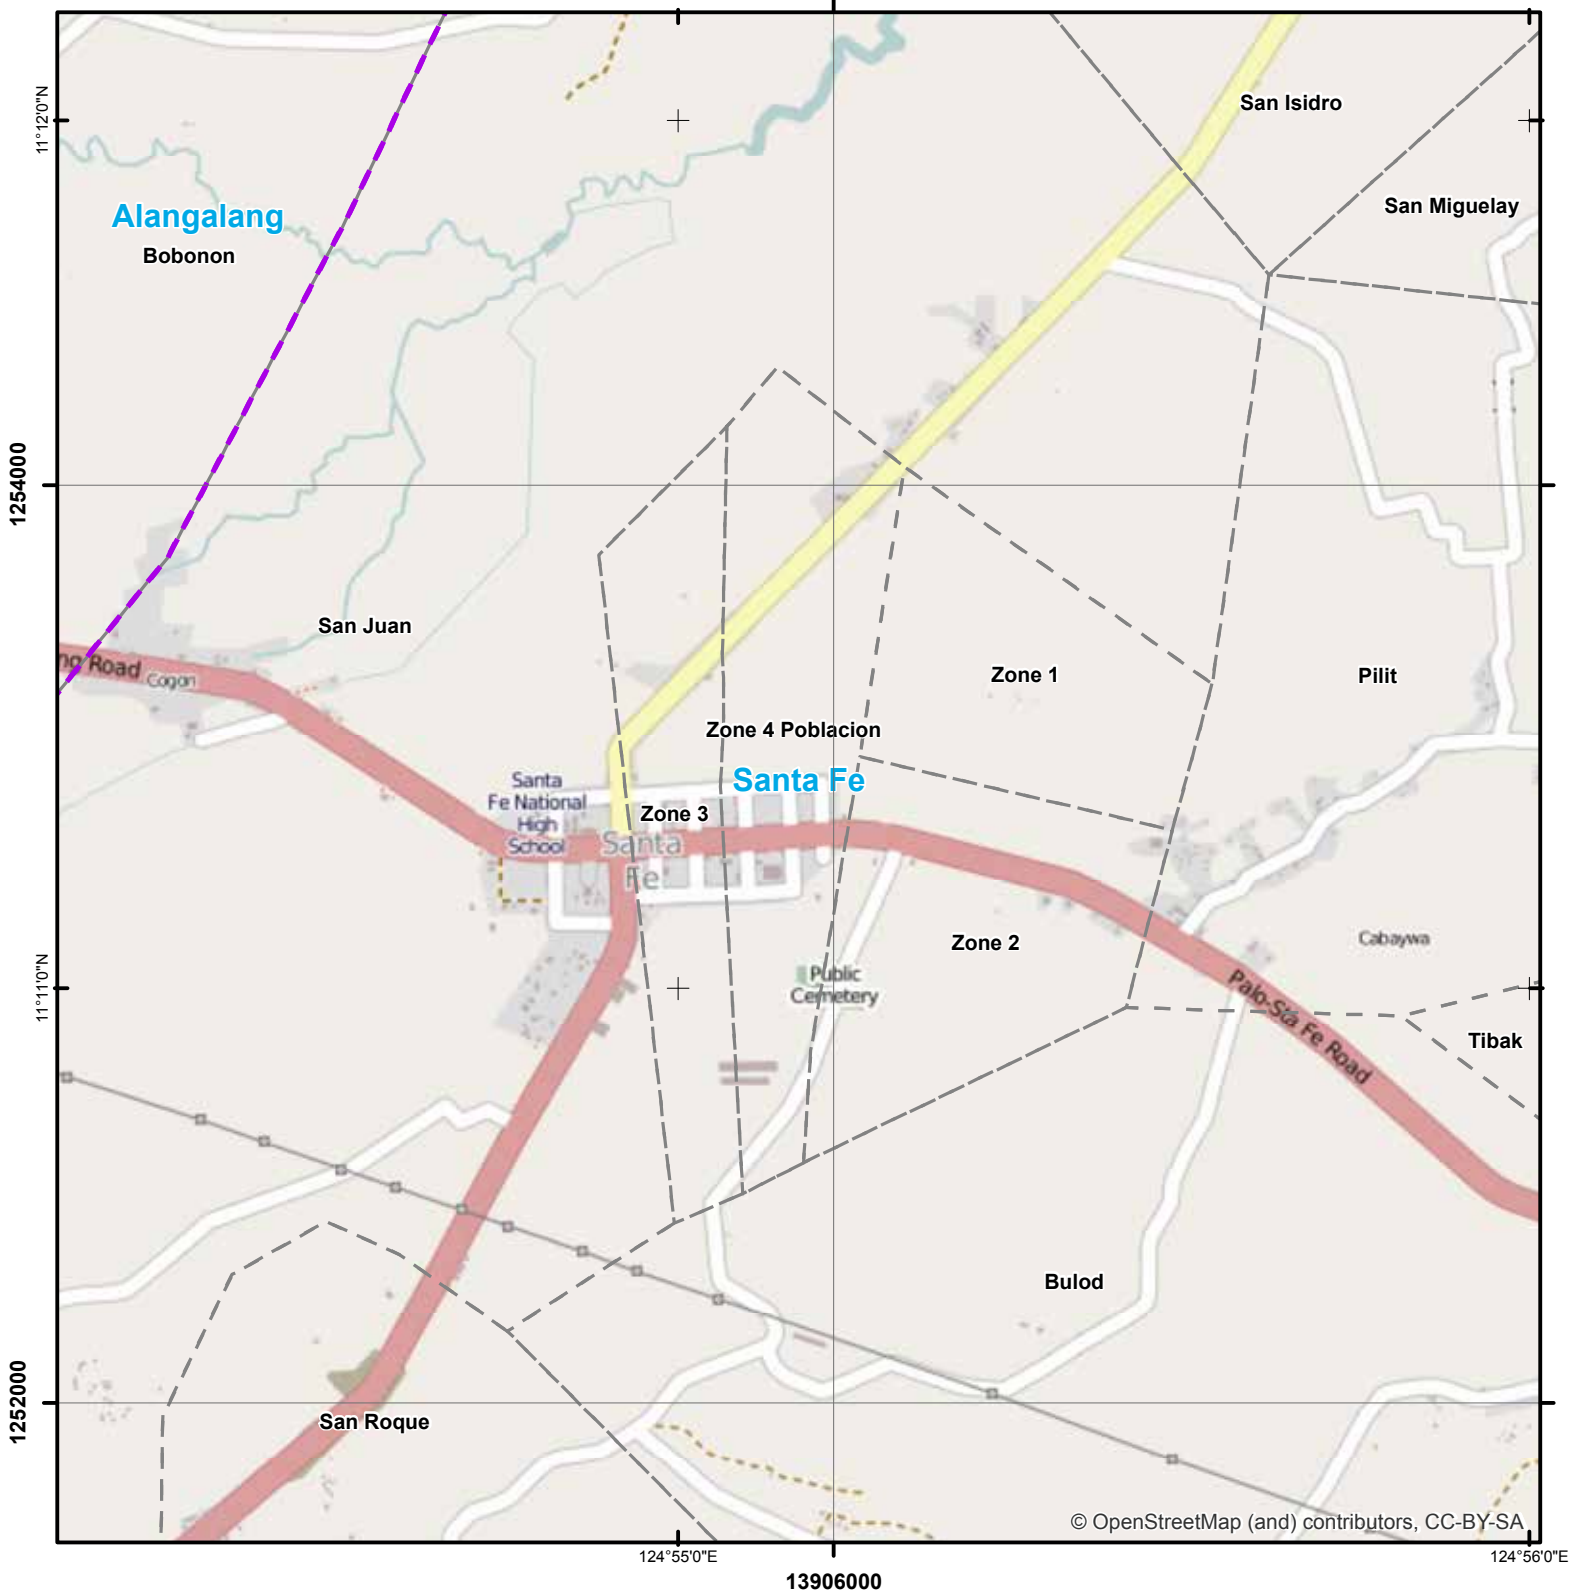 San Isidro
11°12'0"N
San Miguelay
Alangalang
Bobonon
1254000
San Juan
ng Road
Cogon
Zone 1
Pilit
Zone 4 Poblacion
Santa Fe
Santa
Fe National
High
School
Zone 3
Santa
Fe
Zone 2
Cabaywa
11°11'0"N
Public
Cemetery
Palo-Sta Fe Road
Tibak
Bulod
1252000
San Roque
© OpenStreetMap (and) contributors, CC-BY-SA
124°55'0"E
124°56'0"E
13906000